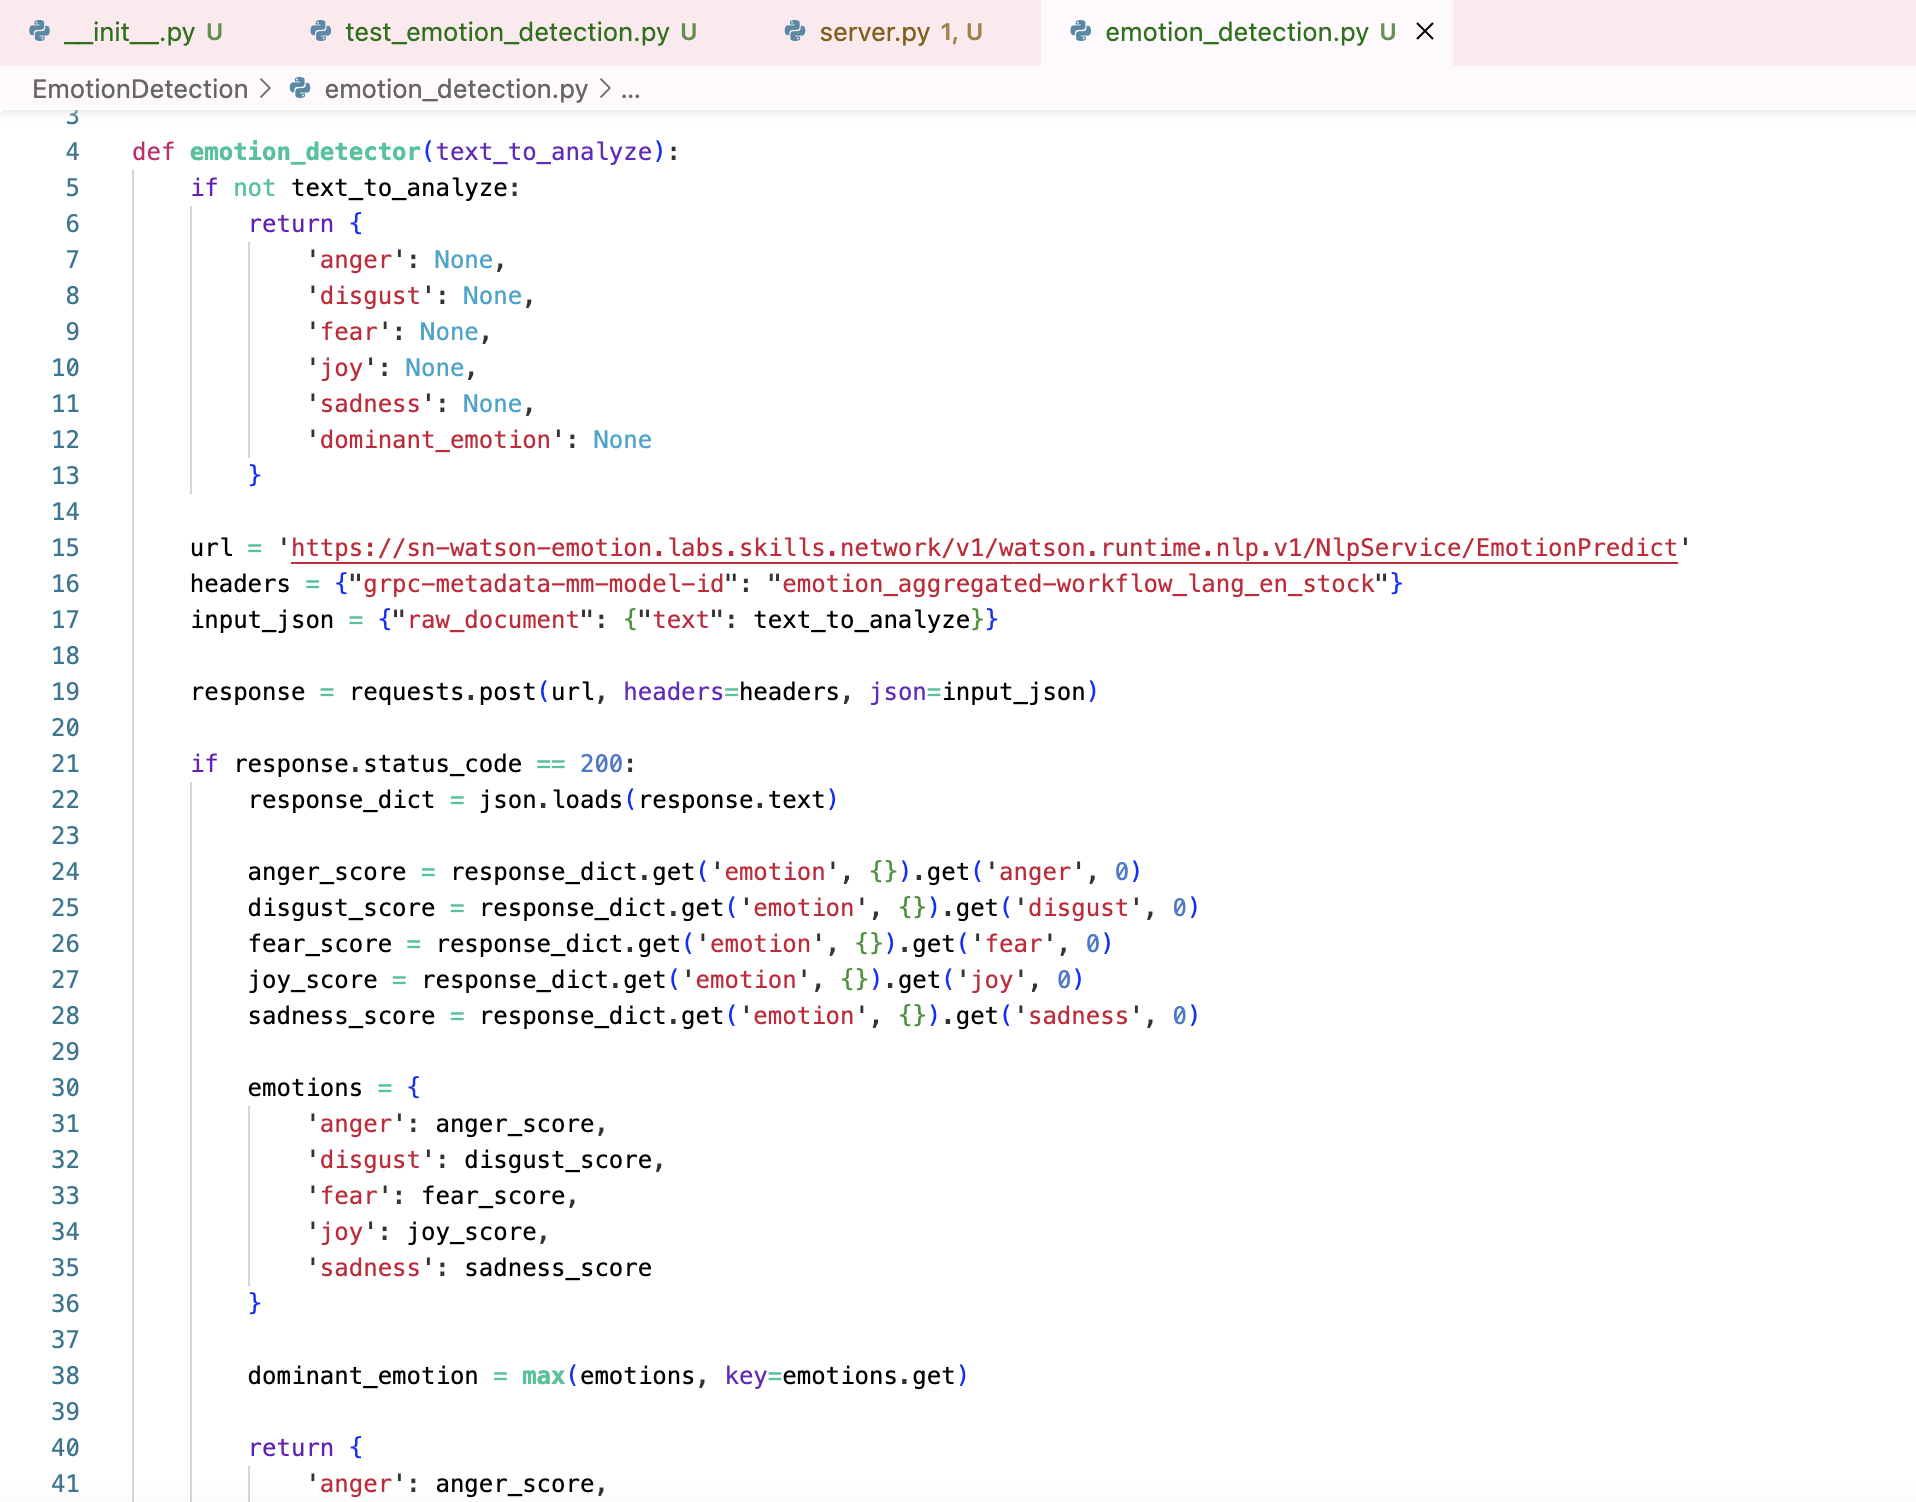 __init__.py U test_emotion_detection.py U server.py 1, U emotion_detection.py U
EmotionDetection > emotion_detection.py > ...
3
4 def emotion_detector(text_to_analyze):
5     if not text_to_analyze:
6         return {
7             'anger': None,
8             'disgust': None,
9             'fear': None,
10             'joy': None,
11             'sadness': None,
12             'dominant_emotion': None
13         }
14
15     url = 'https://sn-watson-emotion.labs.skills.network/v1/watson.runtime.nlp.v1/NlpService/EmotionPredict'
16     headers = {"grpc-metadata-mm-model-id": "emotion_aggregated-workflow_lang_en_stock"}
17     input_json = {"raw_document": {"text": text_to_analyze}}
18
19     response = requests.post(url, headers=headers, json=input_json)
20
21     if response.status_code == 200:
22         response_dict = json.loads(response.text)
23
24         anger_score = response_dict.get('emotion', {}).get('anger', 0)
25         disgust_score = response_dict.get('emotion', {}).get('disgust', 0)
26         fear_score = response_dict.get('emotion', {}).get('fear', 0)
27         joy_score = response_dict.get('emotion', {}).get('joy', 0)
28         sadness_score = response_dict.get('emotion', {}).get('sadness', 0)
29
30         emotions = {
31             'anger': anger_score,
32             'disgust': disgust_score,
33             'fear': fear_score,
34             'joy': joy_score,
35             'sadness': sadness_score
36         }
37
38         dominant_emotion = max(emotions, key=emotions.get)
39
40         return {
41             'anger': anger_score,